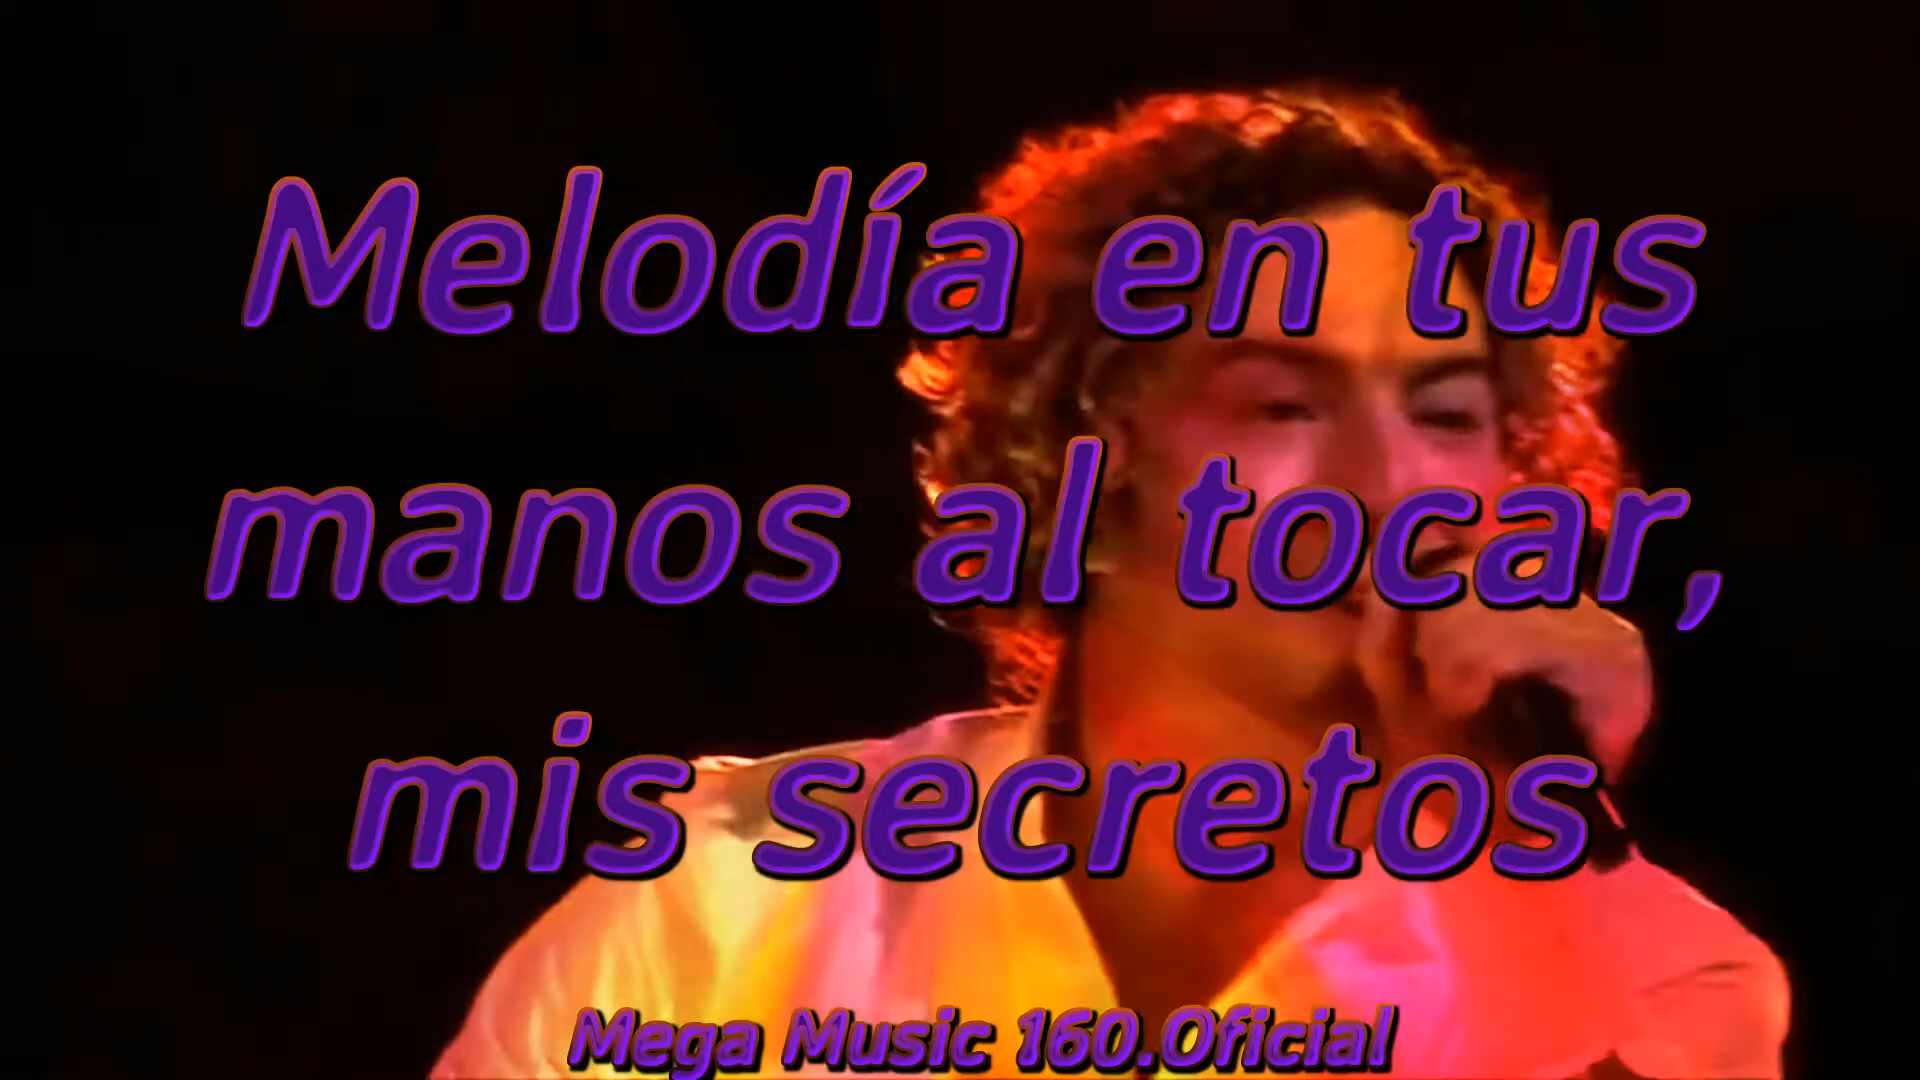 Melodía en tus
manos al tocar,
mis secretos
Mega Music 160.Oficial